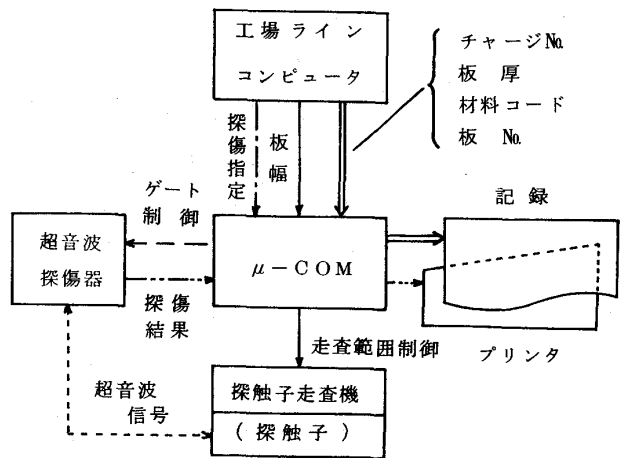 工場ライン
コンピュータ
チャージ№
板厚
材料コード
板 №
探傷指定
板幅
ゲート
制御
記録
超音波
探傷器
μ-COM
探傷
結果
走査範囲制御
プリンタ
超音波
信号
探触子走査機
(探触子)